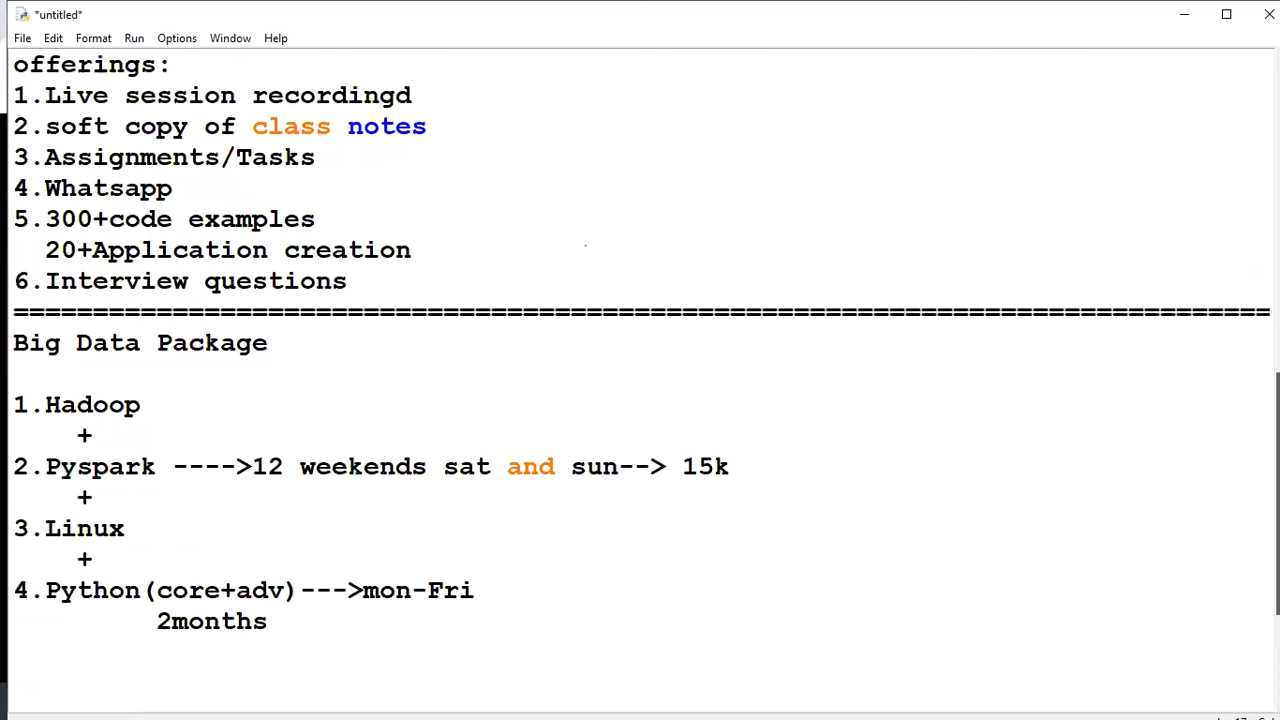 *untitled*
File Edit Format Run Options Window Help
offerings:
1.Live session recordingd
2.soft copy of class notes
3.Assignments/Tasks
4.Whatsapp
5.300+code examples
20+Application creation
6.Interview questions
===============================================================================
Big Data Package
1.Hadoop
+
2.Pyspark ---->12 weekends sat and sun--> 15k
+
3.Linux
+
4.Python(core+adv)--->mon-Fri
2months